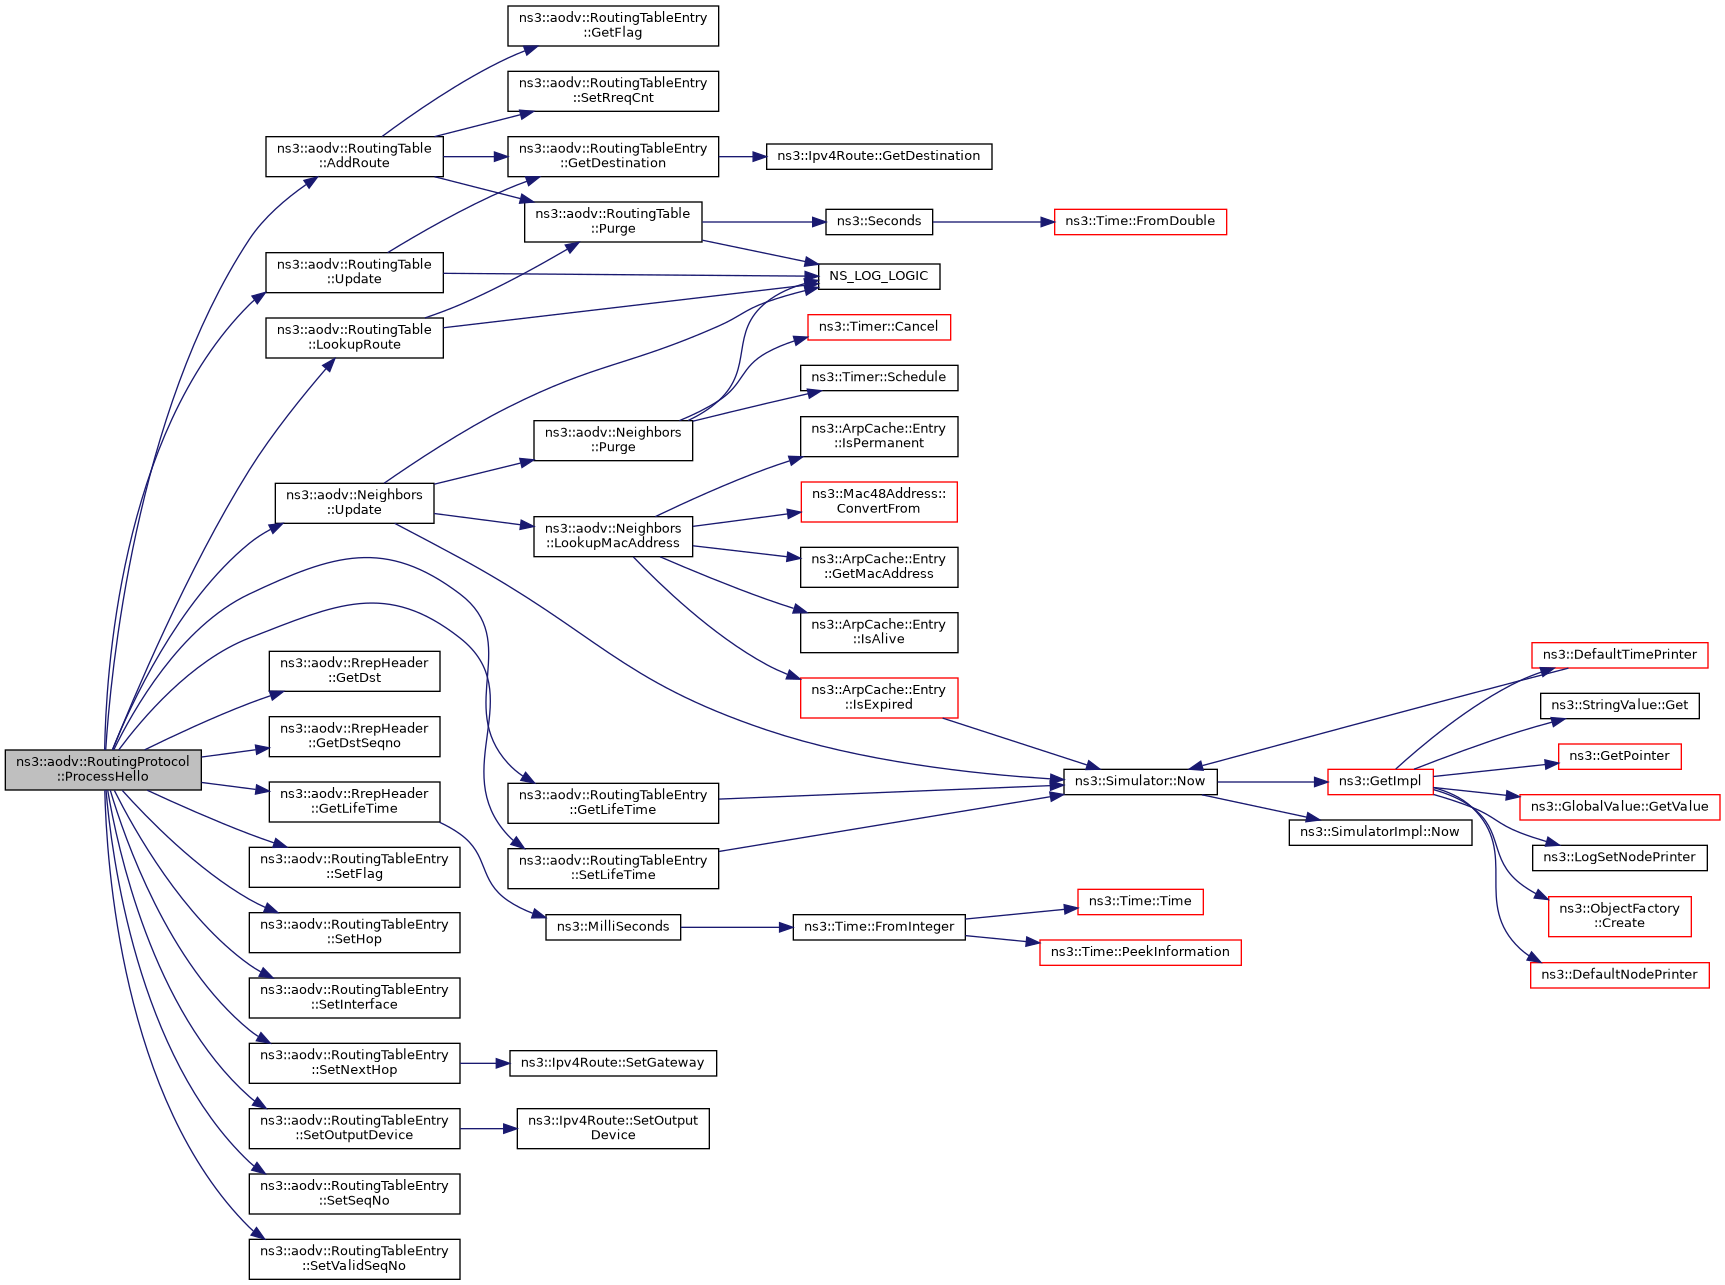 ns3::aodv::RoutingProtocol
::ProcessHello
ns3::aodv::RoutingTable
::AddRoute
ns3::aodv::RoutingTable
::Update
ns3::aodv::RoutingTable
::LookupRoute
ns3::aodv::Neighbors
::Update
ns3::aodv::RrepHeader
::GetDst
ns3::aodv::RrepHeader
::GetDstSeqno
ns3::aodv::RrepHeader
::GetLifeTime
ns3::aodv::RoutingTableEntry
::SetFlag
ns3::aodv::RoutingTableEntry
::SetHop
ns3::aodv::RoutingTableEntry
::SetInterface
ns3::aodv::RoutingTableEntry
::SetNextHop
ns3::aodv::RoutingTableEntry
::SetOutputDevice
ns3::aodv::RoutingTableEntry
::SetSeqNo
ns3::aodv::RoutingTableEntry
::SetValidSeqNo
ns3::aodv::RoutingTableEntry
::GetFlag
ns3::aodv::RoutingTableEntry
::SetRreqCnt
ns3::aodv::RoutingTableEntry
::GetDestination
ns3::aodv::RoutingTable
::Purge
ns3::aodv::Neighbors
::Purge
ns3::aodv::Neighbors
::LookupMacAddress
ns3::aodv::RoutingTableEntry
::GetLifeTime
ns3::aodv::RoutingTableEntry
::SetLifeTime
ns3::MilliSeconds
ns3::Ipv4Route::SetGateway
ns3::Ipv4Route::SetOutput
Device
ns3::Ipv4Route::GetDestination
ns3::Seconds
NS_LOG_LOGIC
ns3::Timer::Cancel
ns3::Timer::Schedule
ns3::ArpCache::Entry
::IsPermanent
ns3::Mac48Address::
ConvertFrom
ns3::ArpCache::Entry
::GetMacAddress
ns3::ArpCache::Entry
::IsAlive
ns3::ArpCache::Entry
::IsExpired
ns3::Time::FromInteger
ns3::Time::FromDouble
ns3::Simulator::Now
ns3::Time::Time
ns3::Time::PeekInformation
ns3::GetImpl
ns3::SimulatorImpl::Now
ns3::DefaultTimePrinter
ns3::StringValue::Get
ns3::GetPointer
ns3::GlobalValue::GetValue
ns3::LogSetNodePrinter
ns3::ObjectFactory
::Create
ns3::DefaultNodePrinter